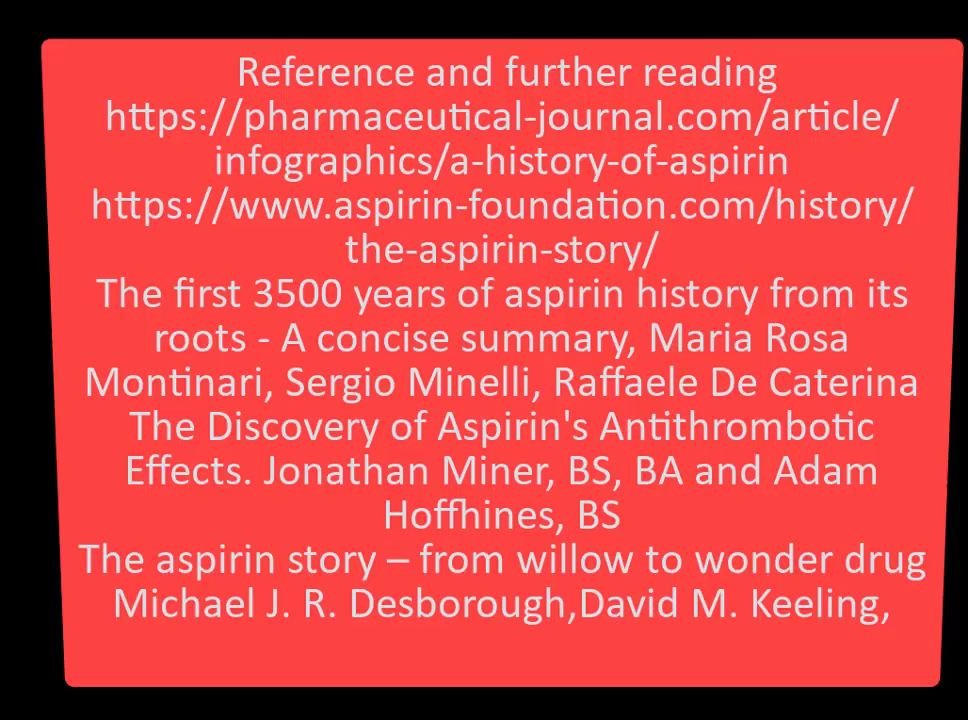 Reference and further reading
https://pharmaceutical-journal.com/article/
infographics/a-history-of-aspirin
https://www.aspirin-foundation.com/history/
the-aspirin-story/
The first 3500 years of aspirin history from its
roots - A concise summary, Maria Rosa
Montinari, Sergio Minelli, Raffaele De Caterina
The Discovery of Aspirin's Antithrombotic
Effects. Jonathan Miner, BS, BA and Adam
Hoffhines, BS
The aspirin story – from willow to wonder drug
Michael J. R. Desborough,David M. Keeling,